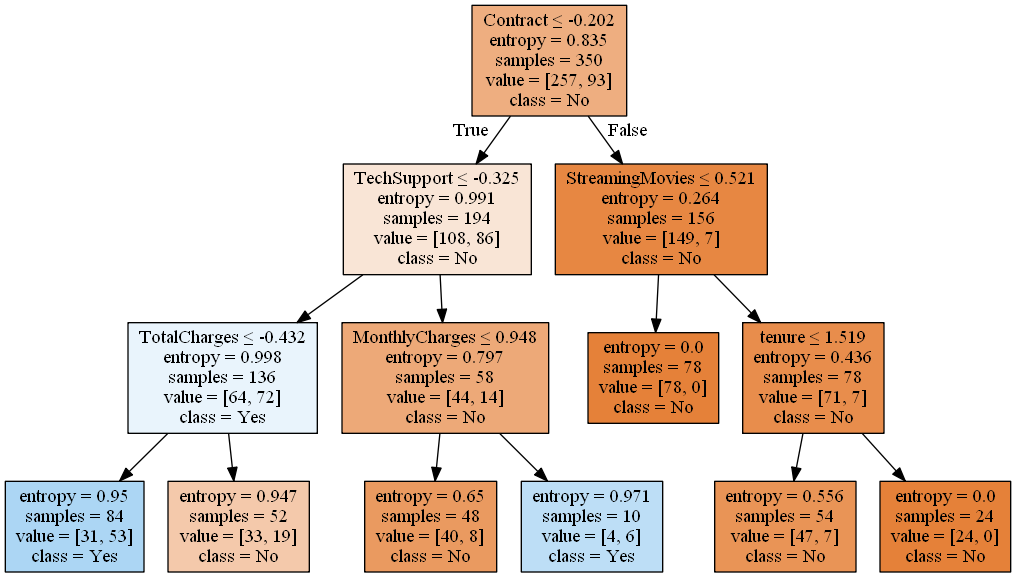 Contract ≤ -0.202
entropy = 0.835
samples = 350
value = [257, 93]
class = No
True
False
TechSupport ≤ -0.325
entropy = 0.991
samples = 194
value = [108, 86]
class = No
StreamingMovies ≤ 0.521
entropy = 0.264
samples = 156
value = [149, 7]
class = No
TotalCharges ≤ -0.432
entropy = 0.998
samples = 136
value = [64, 72]
class = Yes
MonthlyCharges ≤ 0.948
entropy = 0.797
samples = 58
value = [44, 14]
class = No
entropy = 0.0
samples = 78
value = [78, 0]
class = No
tenure ≤ 1.519
entropy = 0.436
samples = 78
value = [71, 7]
class = No
entropy = 0.95
samples = 84
value = [31, 53]
class = Yes
entropy = 0.947
samples = 52
value = [33, 19]
class = No
entropy = 0.65
samples = 48
value = [40, 8]
class = No
entropy = 0.971
samples = 10
value = [4, 6]
class = Yes
entropy = 0.556
samples = 54
value = [47, 7]
class = No
entropy = 0.0
samples = 24
value = [24, 0]
class = No